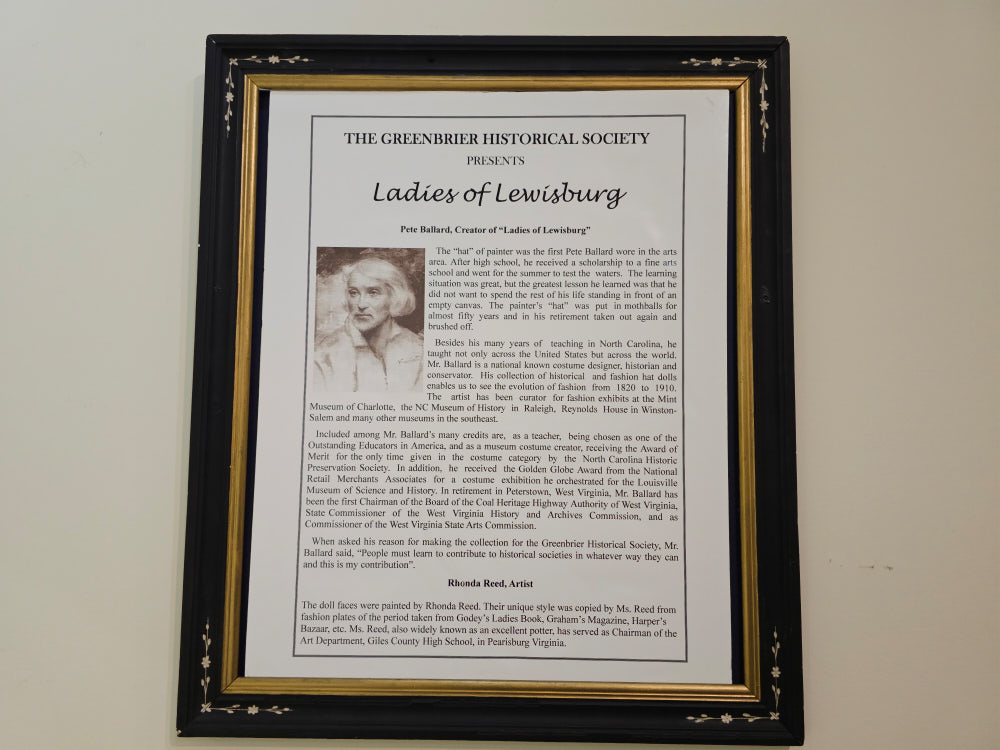 THE GREENBRIER HISTORICAL SOCIETY
PRESENTS
Ladies of Lewisburg
Pete Ballard, Creator of “Ladies of Lewisburg”
The “hat” of painter was the first Pete Ballard wore in the arts
area. After high school, he received a scholarship to a fine arts
school and went for the summer to test the waters. The learning
situation was great, but the greatest lesson he learned was that he
did not want to spend the rest of his life standing in front of an
empty canvas. The painter’s “hat” was put in mothballs for
almost fifty years and in his retirement taken out again and
brushed off.
Besides his many years of teaching in North Carolina, he
taught not only across the United States but across the world.
Mr. Ballard is a national known costume designer, historian and
conservator. His collection of historical and fashion hat dolls
enables us to see the evolution of fashion from 1820 to 1910.
The artist has been curator for fashion exhibits at the Mint
Museum of Charlotte, the NC Museum of History in Raleigh, Reynolds House in Winston-
Salem and many other museums in the southeast.
Included among Mr. Ballard’s many credits are, as a teacher, being chosen as one of the
Outstanding Educators in America, and as a museum costume creator, receiving the Award of
Merit for the only time given in the costume category by the North Carolina Historic
Preservation Society. In addition, he received the Golden Globe Award from the National
Retail Merchants Associates for a costume exhibition he orchestrated for the Louisville
Museum of Science and History. In retirement in Peterstown, West Virginia, Mr. Ballard has
been the first Chairman of the Board of the Coal Heritage Highway Authority of West Virginia,
State Commissioner of the West Virginia History and Archives Commission, and as
Commissioner of the West Virginia State Arts Commission.
When asked his reason for making the collection for the Greenbrier Historical Society, Mr.
Ballard said, “People must learn to contribute to historical societies in whatever way they can
and this is my contribution”.
Rhonda Reed, Artist
The doll faces were painted by Rhonda Reed. Their unique style was copied by Ms. Reed from
fashion plates of the period taken from Godey’s Ladies Book, Graham’s Magazine, Harper’s
Bazaar, etc. Ms. Reed, also widely known as an excellent potter, has served as Chairman of the
Art Department, Giles County High School, in Pearisburg Virginia.